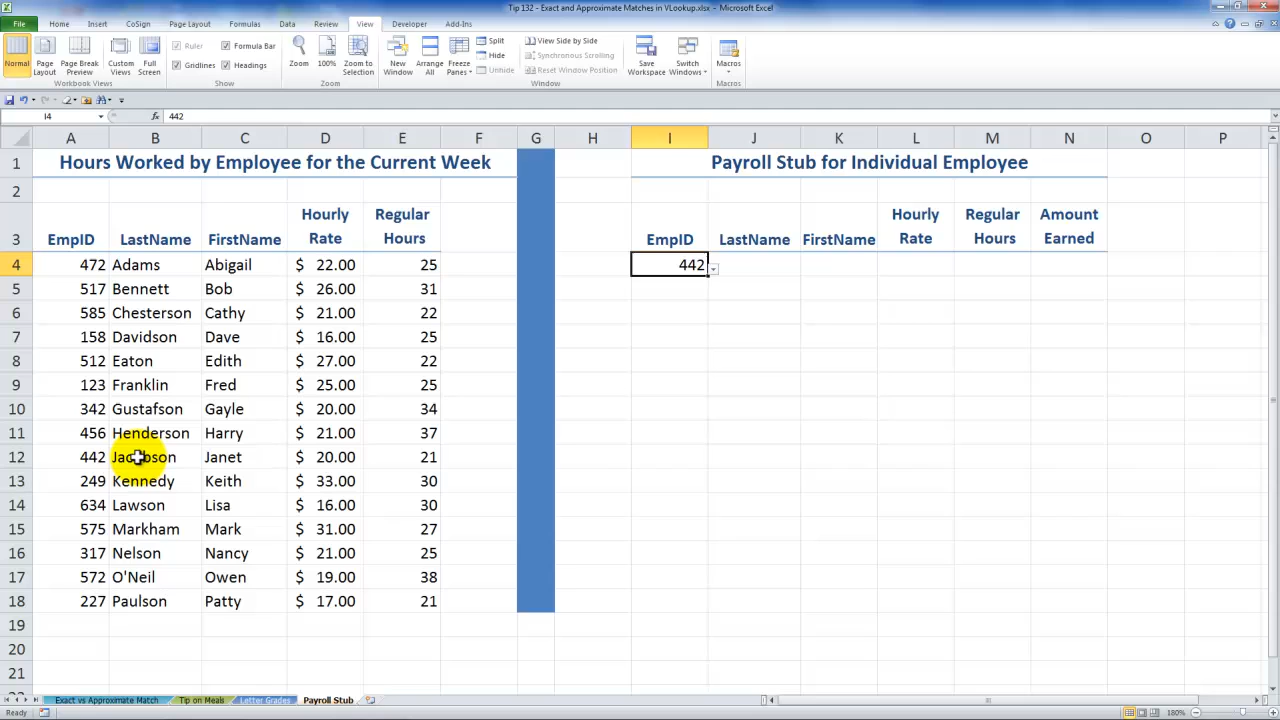 Tip 132 - Exact and Approximate Matches in VLookup.xlsx - Microsoft Excel
File Home Insert CoSign Page Layout Formulas Data Review View Developer Add-Ins
Normal Page Layout Page Break Preview Custom Views Full Screen
Ruler Formula Bar
Gridlines Headings
Zoom 100% Zoom to Selection
New Window Arrange All Freeze Panes
Split
Hide
Unhide
View Side by Side
Synchronous Scrolling
Reset Window Position
Save Workspace Switch Windows
Macros
Workbook Views Show Zoom Window Macros
I4 fx 442
A B C D E F G H I J K L M N O P
1 Hours Worked by Employee for the Current Week Payroll Stub for Individual Employee
2
3 EmpID LastName FirstName Hourly Rate Regular Hours EmpID LastName FirstName Hourly Rate Regular Hours Amount Earned
4 472 Adams Abigail $ 22.00 25 442
5 517 Bennett Bob $ 26.00 31
6 585 Chesterson Cathy $ 21.00 22
7 158 Davidson Dave $ 16.00 25
8 512 Eaton Edith $ 27.00 22
9 123 Franklin Fred $ 25.00 25
10 342 Gustafson Gayle $ 20.00 34
11 456 Henderson Harry $ 21.00 37
12 442 Jacobson Janet $ 20.00 21
13 249 Kennedy Keith $ 33.00 30
14 634 Lawson Lisa $ 16.00 30
15 575 Markham Mark $ 31.00 27
16 317 Nelson Nancy $ 21.00 25
17 572 O'Neil Owen $ 19.00 38
18 227 Paulson Patty $ 17.00 21
19
20
21
Exact vs Approximate Match Tip on Meals Letter Grades Payroll Stub
Ready 180%